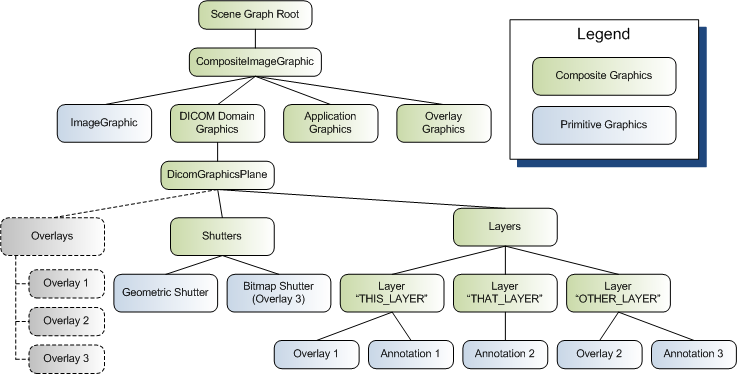 Scene Graph Root
Legend
CompositeImageGraphic
Composite Graphics
ImageGraphic
DICOM Domain
Graphics
Application
Graphics
Overlay
Graphics
Primitive Graphics
DicomGraphicsPlane
Overlays
Shutters
Layers
Overlay 1
Overlay 2
Overlay 3
Geometric Shutter
Bitmap Shutter
(Overlay 3)
Layer
“THIS_LAYER”
Layer
“THAT_LAYER”
Layer
“OTHER_LAYER”
Overlay 1
Annotation 1
Annotation 2
Overlay 2
Annotation 3